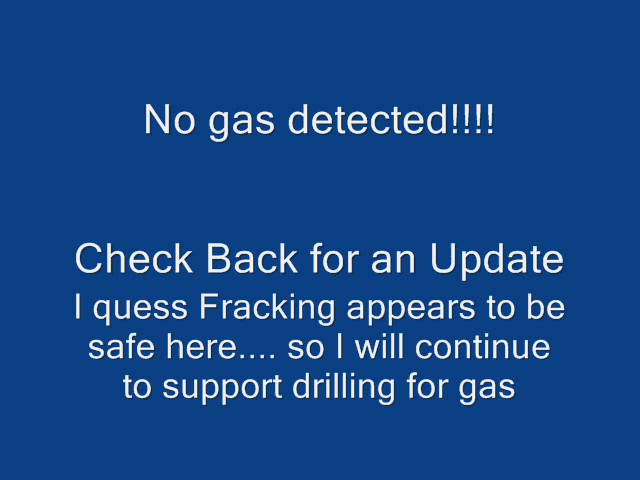 No gas detected!!!!
Check Back for an Update
I quess Fracking appears to be
safe here.... so I will continue
to support drilling for gas